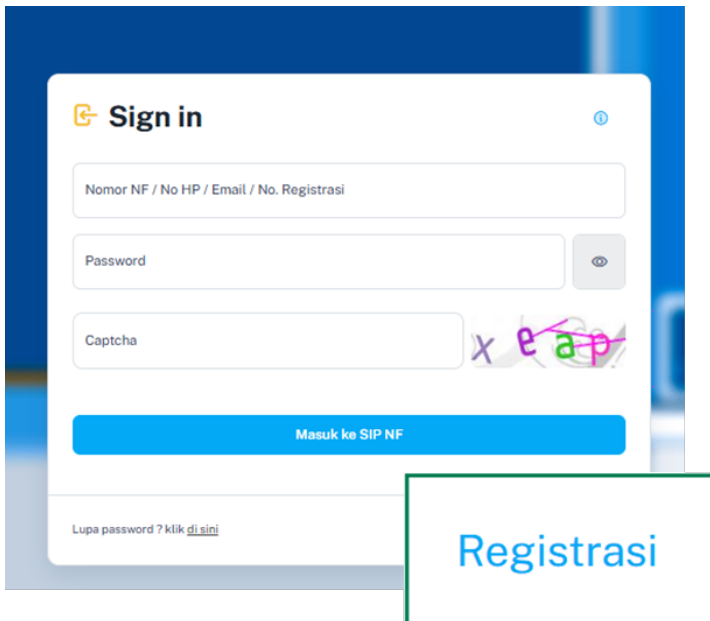 Sign in
Nomor NF / No HP / Email / No. Registrasi
Password
Captcha
x e a p
Masuk ke SIP NF
Lupa password ? klik di sini
Registrasi